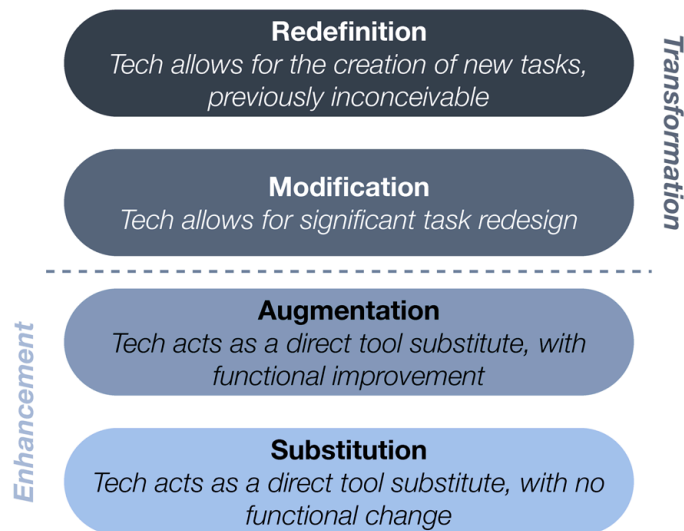 Redefinition
Tech allows for the creation of new tasks,
previously inconceivable
Transformation
Modification
Tech allows for significant task redesign
Augmentation
Tech acts as a direct tool substitute, with
functional improvement
Enhancement
Substitution
Tech acts as a direct tool substitute, with no
functional change